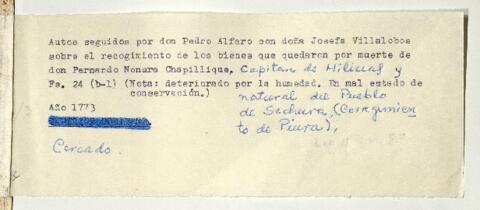 Autos seguidos por don Pedro Alfaro con doña Josefa Villalobos
sobre el recogimiento de los bienes que quedaron por muerte de
don Fernando Nonuro Chapillique, Capitan de Milicias y
Fs. 24 (b-1) (Nota: deteriorado por la humedad. En mal estado de
conservación.) natural del Pueblo
Año 1773 de Sechura, (Corregimien
to de Piura).
Cercado.